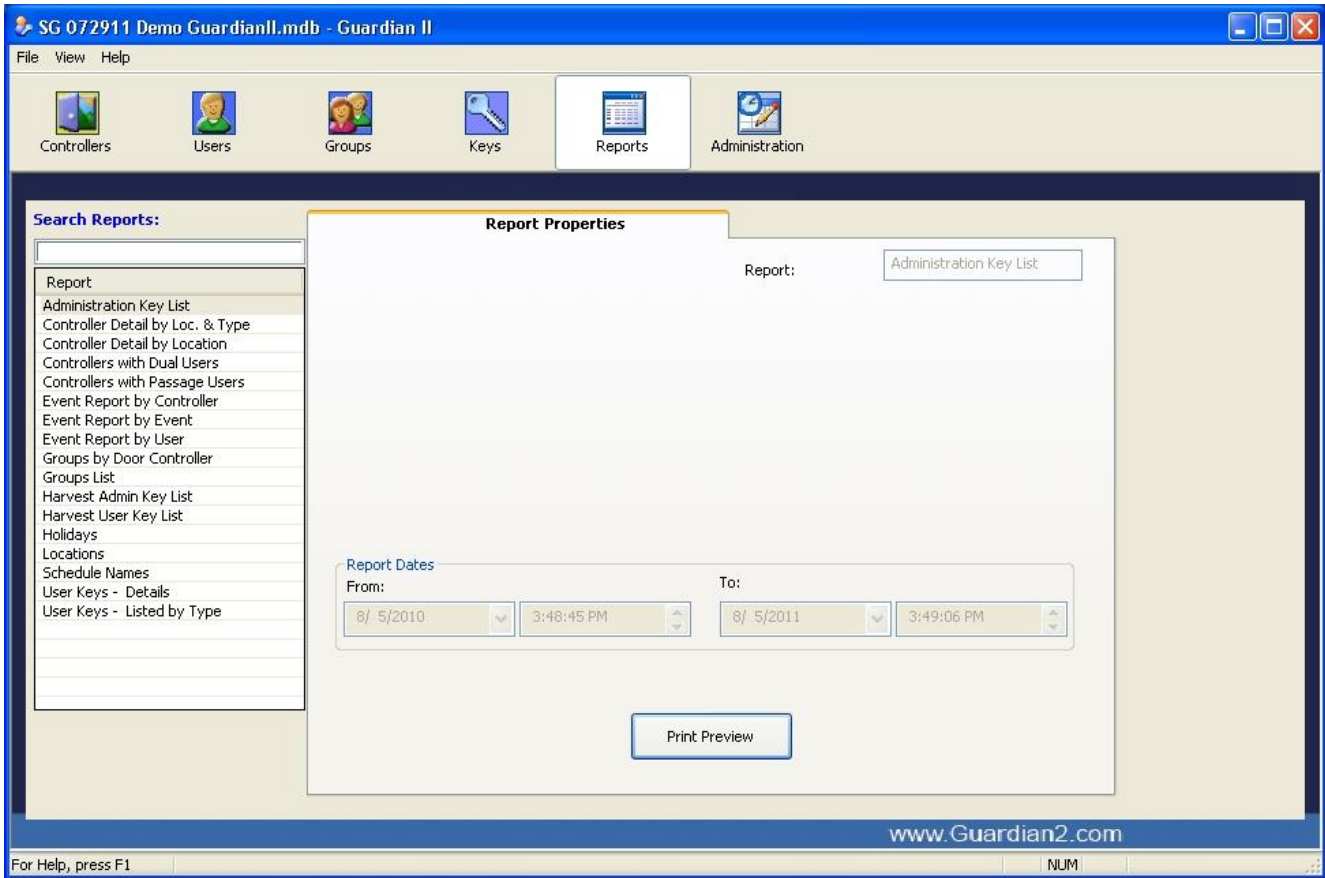 SG 072911 Demo GuardianII.mdb - Guardian II
File View Help
Controllers Users Groups Keys Reports Administration
Search Reports:
Report
Administration Key List
Controller Detail by Loc. & Type
Controller Detail by Location
Controllers with Dual Users
Controllers with Passage Users
Event Report by Controller
Event Report by Event
Event Report by User
Groups by Door Controller
Groups List
Harvest Admin Key List
Harvest User Key List
Holidays
Locations
Schedule Names
User Keys - Details
User Keys - Listed by Type
Report Properties
Report: Administration Key List
Report Dates
From: To:
8/ 5/2010 3:48:45 PM 8/ 5/2011 3:49:06 PM
Print Preview
www.Guardian2.com
For Help, press F1 NUM